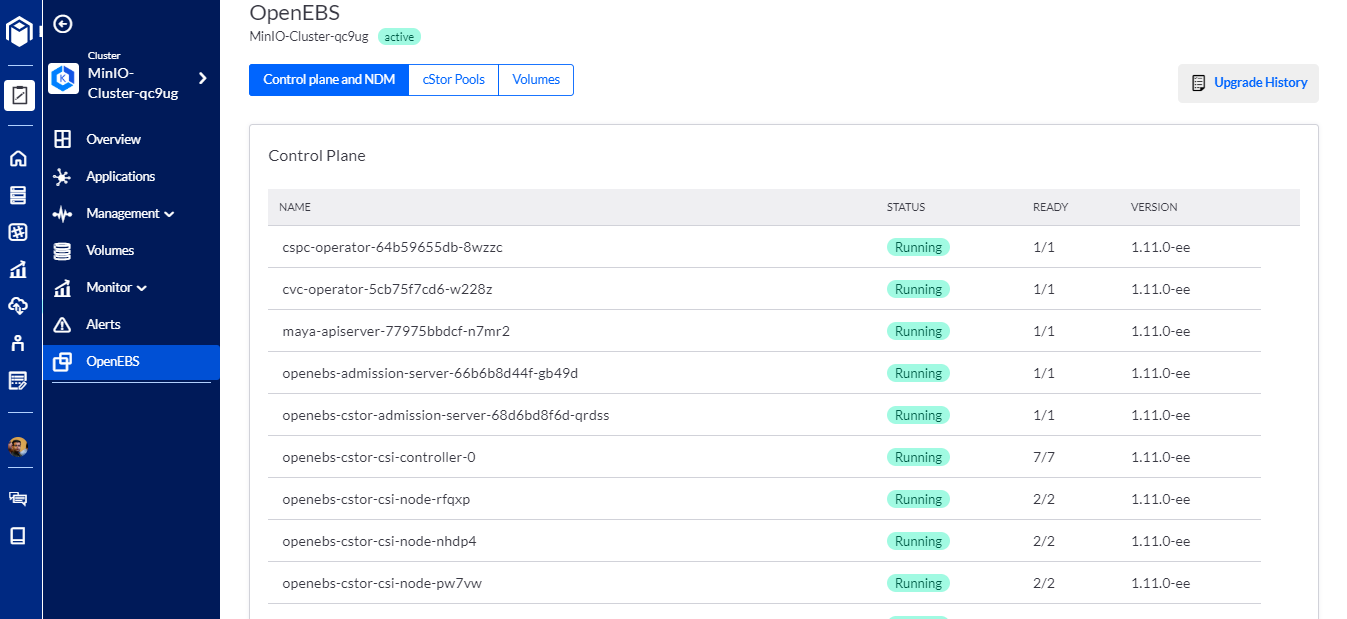 OpenEBS
MinIO-Cluster-qc9ug active
Cluster
MinIO-
Cluster-qc9ug
Overview
Applications
Management
Volumes
Monitor
Alerts
OpenEBS
Control plane and NDM cStor Pools Volumes
Upgrade History
Control Plane
NAME STATUS READY VERSION
cspc-operator-64b59655db-8wzzc Running 1/1 1.11.0-ee
cvc-operator-5cb75f7cd6-w228z Running 1/1 1.11.0-ee
maya-apiserver-77975bbdcf-n7mr2 Running 1/1 1.11.0-ee
openebs-admission-server-66b6b8d44f-gb49d Running 1/1 1.11.0-ee
openebs-cstor-admission-server-68d6bd8f6d-qrdss Running 1/1 1.11.0-ee
openebs-cstor-csi-controller-0 Running 7/7 1.11.0-ee
openebs-cstor-csi-node-rfqxp Running 2/2 1.11.0-ee
openebs-cstor-csi-node-nhdp4 Running 2/2 1.11.0-ee
openebs-cstor-csi-node-pw7vw Running 2/2 1.11.0-ee